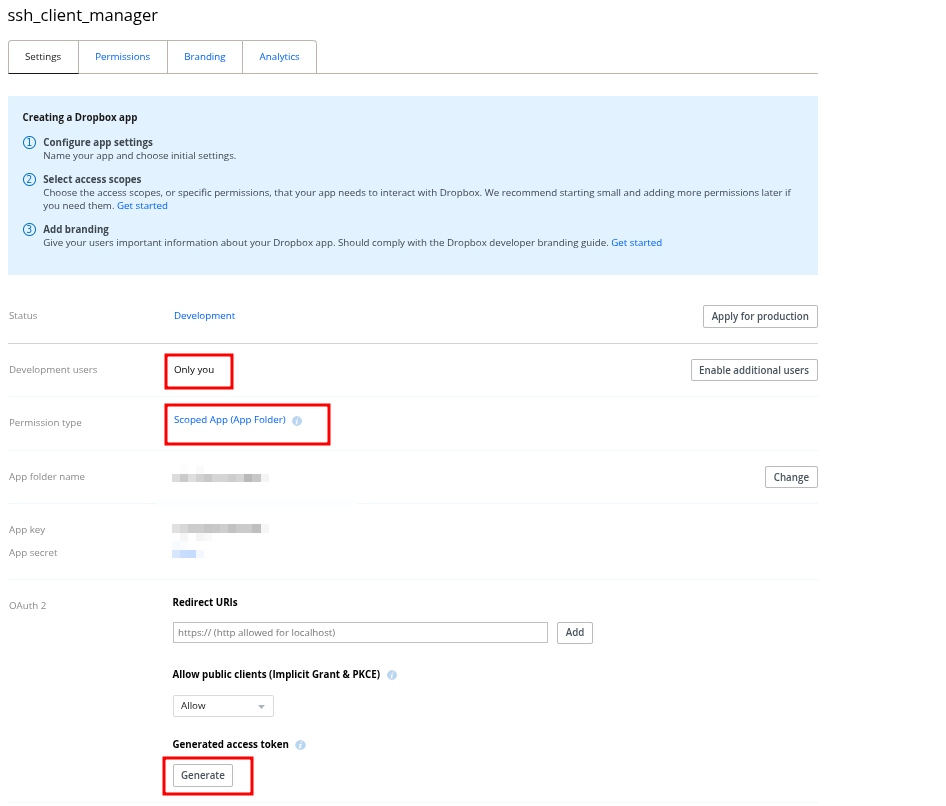 ssh_client_manager
Settings
Permissions
Branding
Analytics
Creating a Dropbox app
1 Configure app settings
Name your app and choose initial settings.
2 Select access scopes
Choose the access scopes, or specific permissions, that your app needs to interact with Dropbox. We recommend starting small and adding more permissions later if
you need them. Get started
3 Add branding
Give your users important information about your Dropbox app. Should comply with the Dropbox developer branding guide. Get started
Status
Development
Apply for production
Development users
Only you
Enable additional users
Permission type
Scoped App (App Folder) i
App folder name
Change
App key
App secret
OAuth 2
Redirect URIs
https:// (http allowed for localhost)
Add
Allow public clients (Implicit Grant & PKCE) i
Allow
Generated access token i
Generate